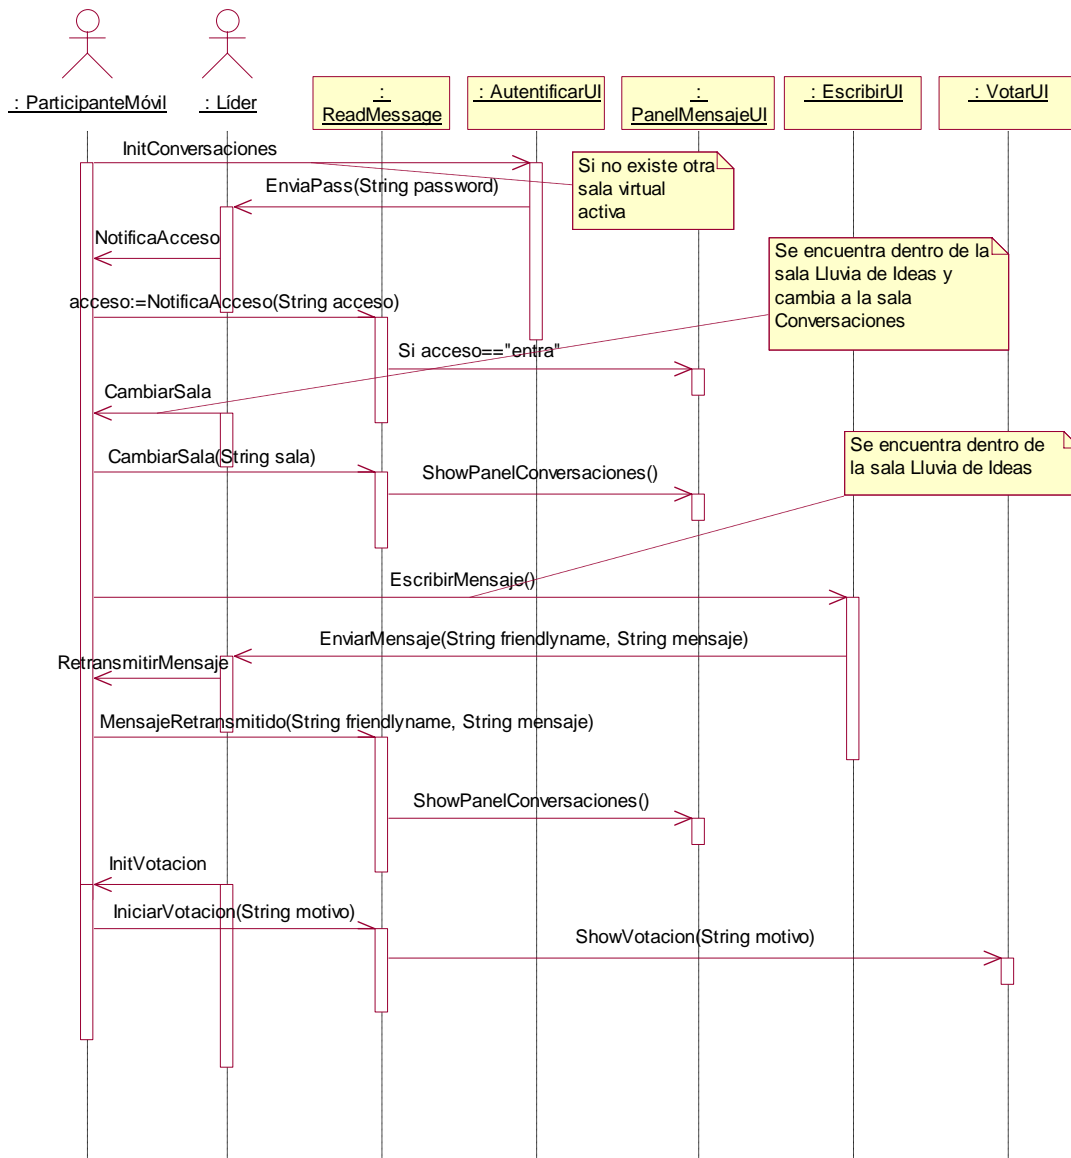 : ParticipanteMóvil
: Líder
:
ReadMessage
: AutentificarUI
:
PanelMensajeUI
: EscribirUI
: VotarUI
InitConversaciones
Si no existe otra
sala virtual
activa
EnviaPass(String password)
NotificaAcceso
Se encuentra dentro de la
sala Lluvia de Ideas y
cambia a la sala
Conversaciones
acceso:=NotificaAcceso(String acceso)
Si acceso=="entra"
CambiarSala
Se encuentra dentro de
la sala Lluvia de Ideas
CambiarSala(String sala)
ShowPanelConversaciones()
EscribirMensaje()
EnviarMensaje(String friendlyname, String mensaje)
RetransmitirMensaje
MensajeRetransmitido(String friendlyname, String mensaje)
ShowPanelConversaciones()
InitVotacion
IniciarVotacion(String motivo)
ShowVotacion(String motivo)